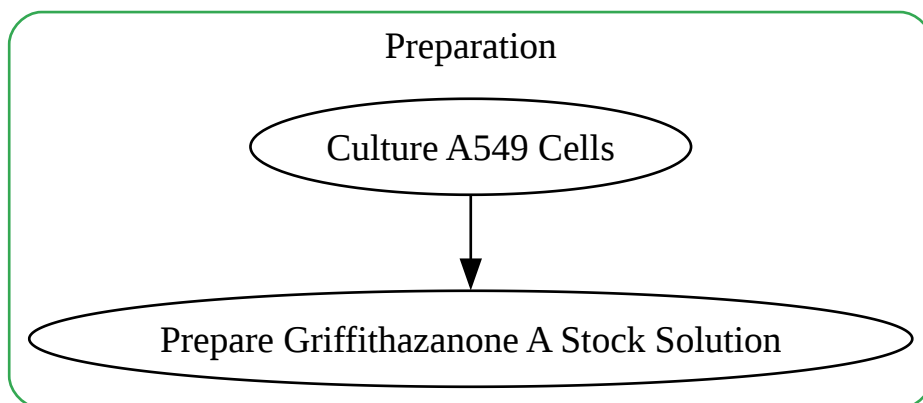 Preparation
Culture A549 Cells
Prepare Griffithazanone A Stock Solution